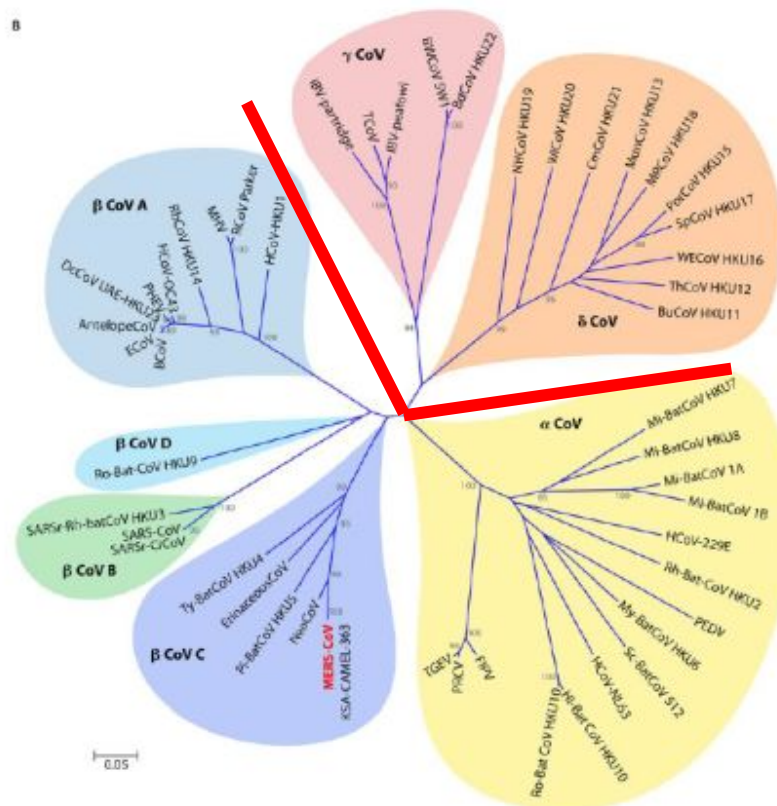 B
γ CoV
IBV-partridge
TCoV
IBV-peafowl
BWCoV SW1
BdCoV HKU22
NHCoV HKU19
WiCoV HKU20
CmCoV HKU21
MunCoV HKU13
MRCoV HKU18
PorCoV HKU15
SpCoV HKU17
WECoV HKU16
ThCoV HKU12
BuCoV HKU11
δ CoV
β CoV A
DcCoV UAE-HKU23
HCoV-OC43
PHEV
AntelopeCoV
ECoV
BCoV
RhCoV HKU14
MHV
RCoV Parker
HCoV-HKU1
β CoV D
Ro-Bat-CoV HKU9
SARSr-Rh-batCoV HKU3
SARS-CoV
SARSr-CiCoV
β CoV B
Ty-BatCoV HKU4
ErinaceousCoV
Pi-BatCoV HKU5
NeoCoV
MERS-CoV
KSA-CAMEL-363
β CoV C
0.05
α CoV
Mi-BatCoV HKU7
Mi-BatCoV HKU8
Mi-BatCoV 1A
Mi-BatCoV 1B
HCoV-229E
Rh-Bat-CoV HKU2
PEDV
My-BatCoV HKU6
Sc-BatCoV 512
HCoV-NL63
Hi-Bat CoV HKU10
Ro-Bat CoV HKU10
FIPV
PRCV
TGEV